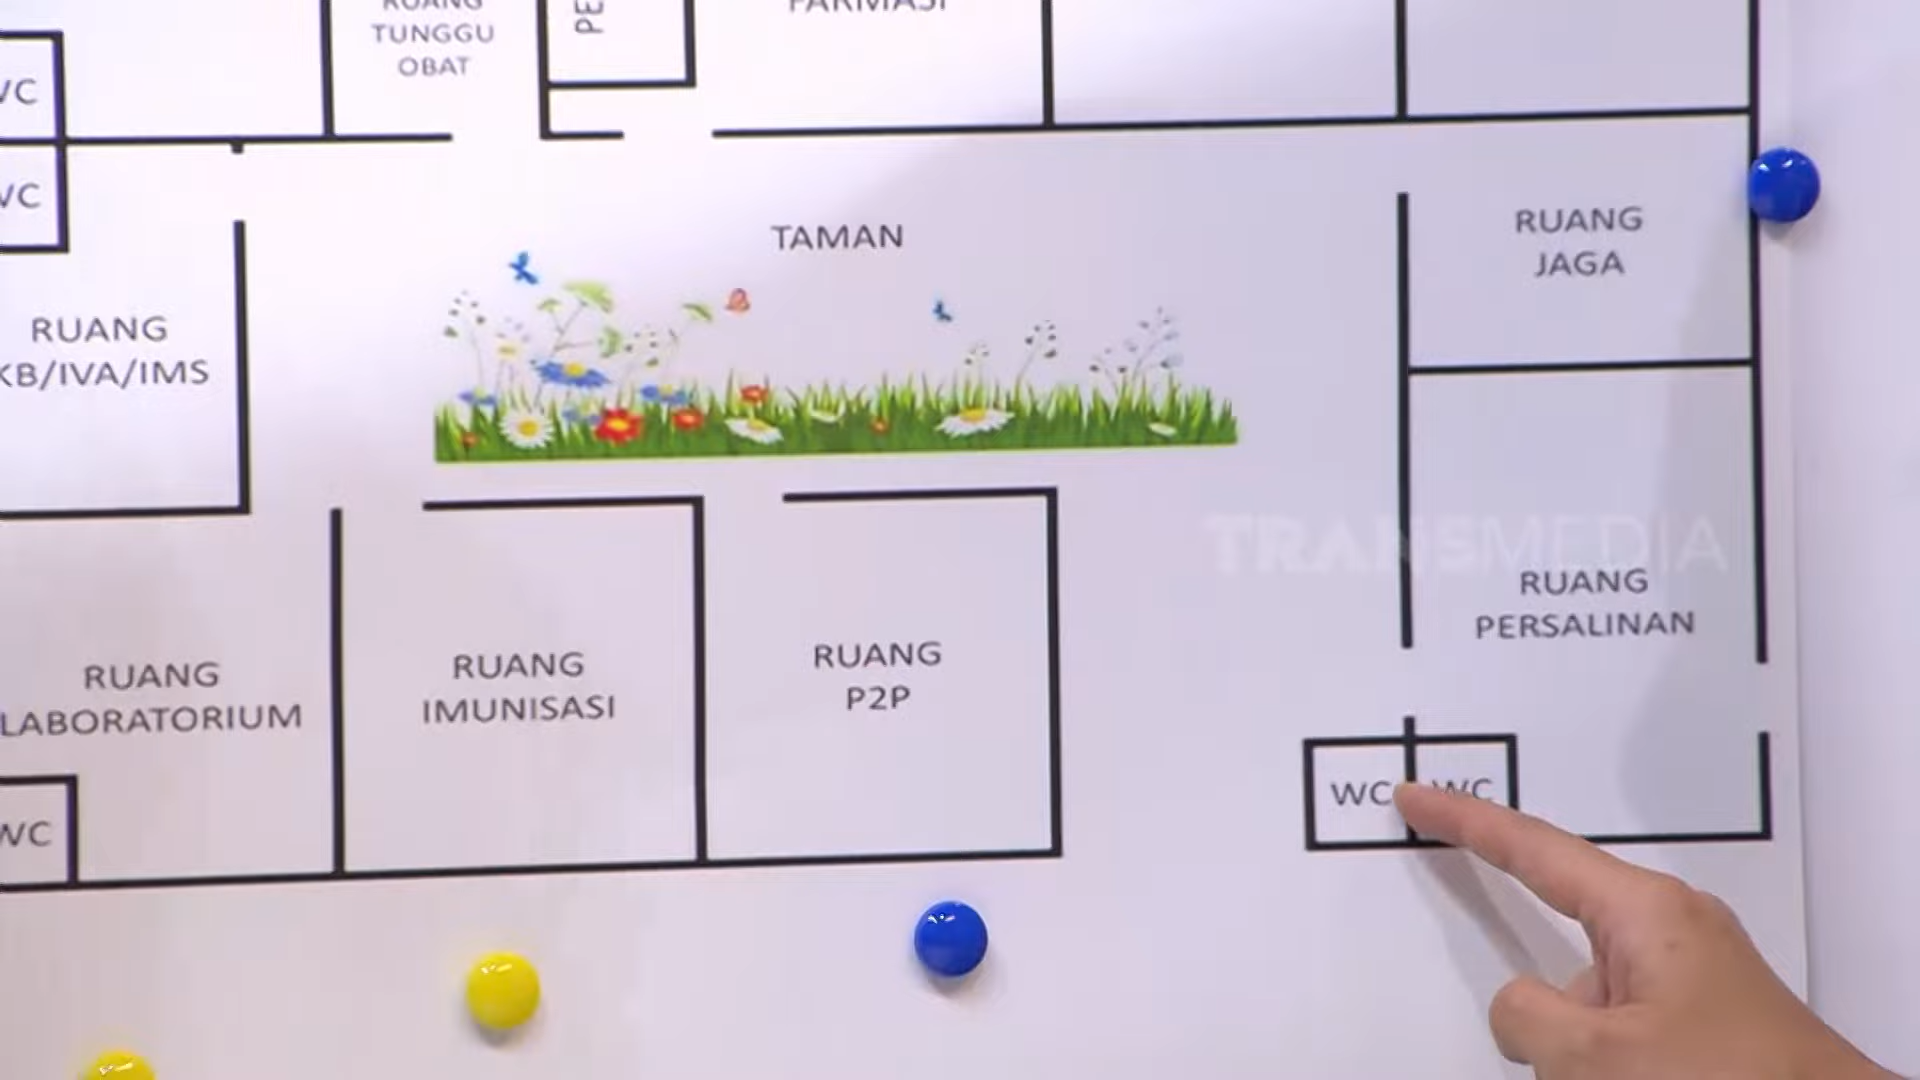 RUANG
TUNGGU
OBAT
FARMASI
WC
WC
TAMAN
RUANG
JAGA
RUANG
KB/IVA/IMS
TRANSMEDIA
RUANG
PERSALINAN
RUANG
LABORATORIUM
RUANG
IMUNISASI
RUANG
P2P
WC
WC
WC